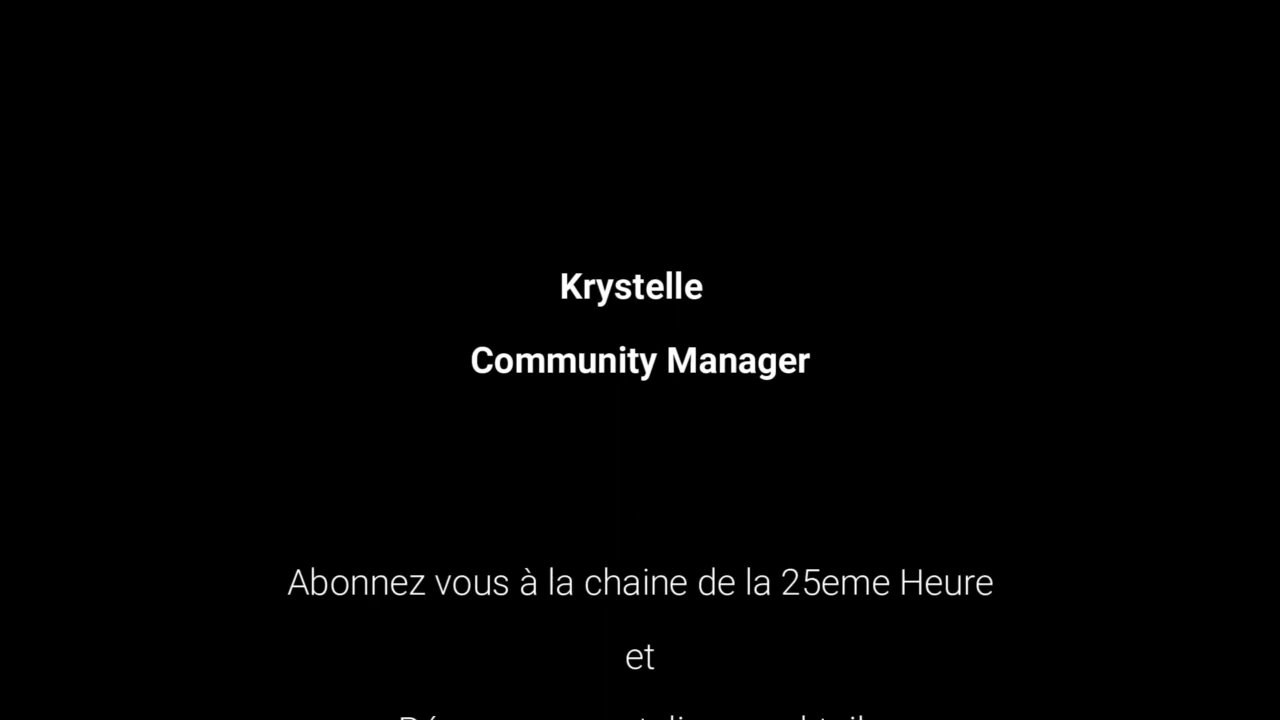 Krystelle
Community Manager
Abonnez vous à la chaine de la 25eme Heure
et